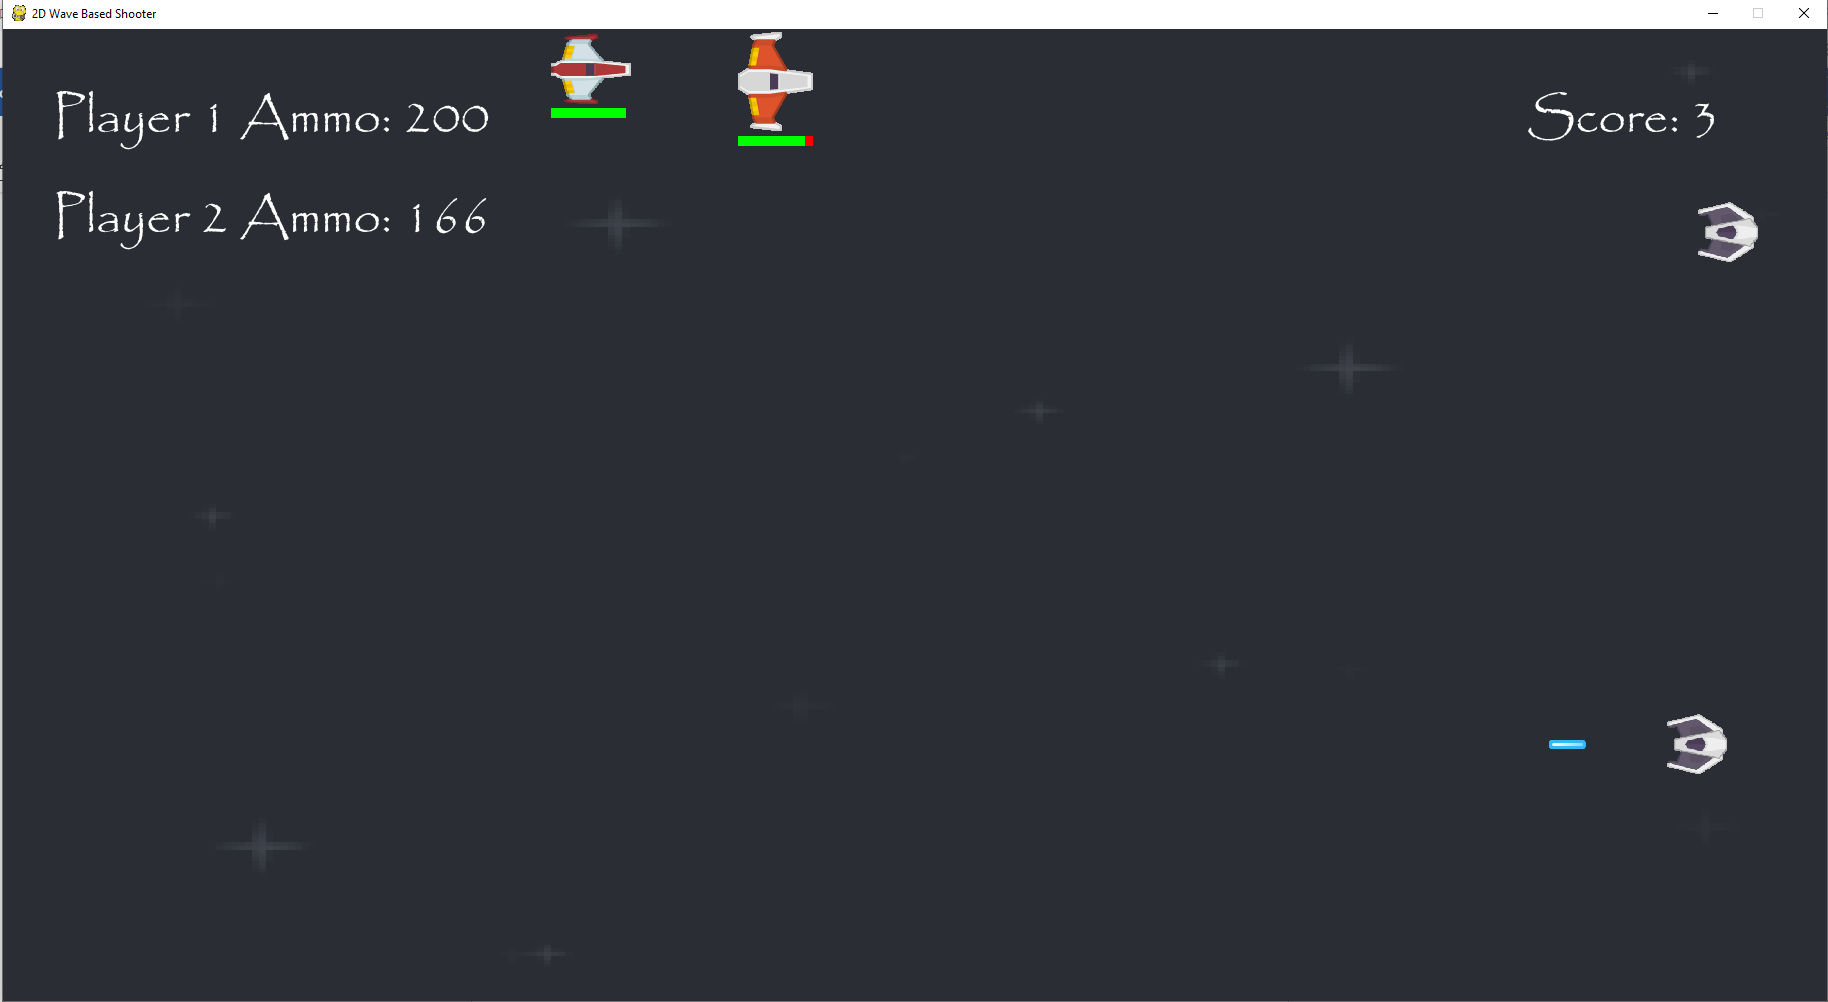 2D Wave Based Shooter
Player 1 Ammo: 200
Score: 3
Player 2 Ammo: 166